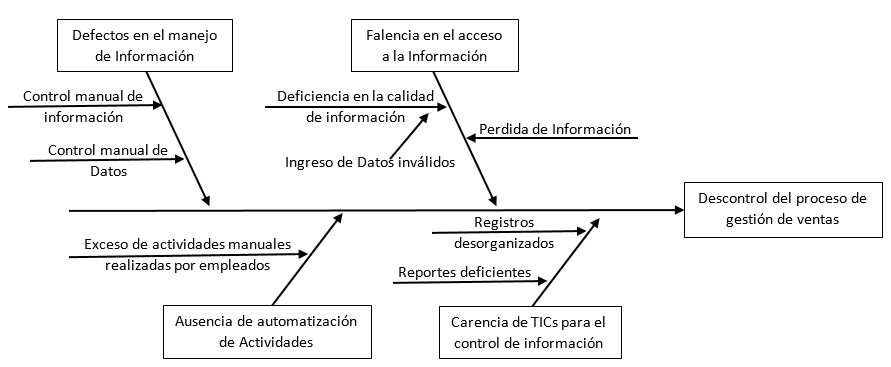 Defectos en el manejo
de Información
Falencia en el acceso
a la Información
Control manual de
información
Deficiencia en la calidad
de información
Perdida de Información
Control manual de
Datos
Ingreso de Datos inválidos
Descontrol del proceso de
gestión de ventas
Exceso de actividades manuales
realizadas por empleados
Registros
desorganizados
Reportes deficientes
Ausencia de automatización
de Actividades
Carencia de TICs para el
control de información